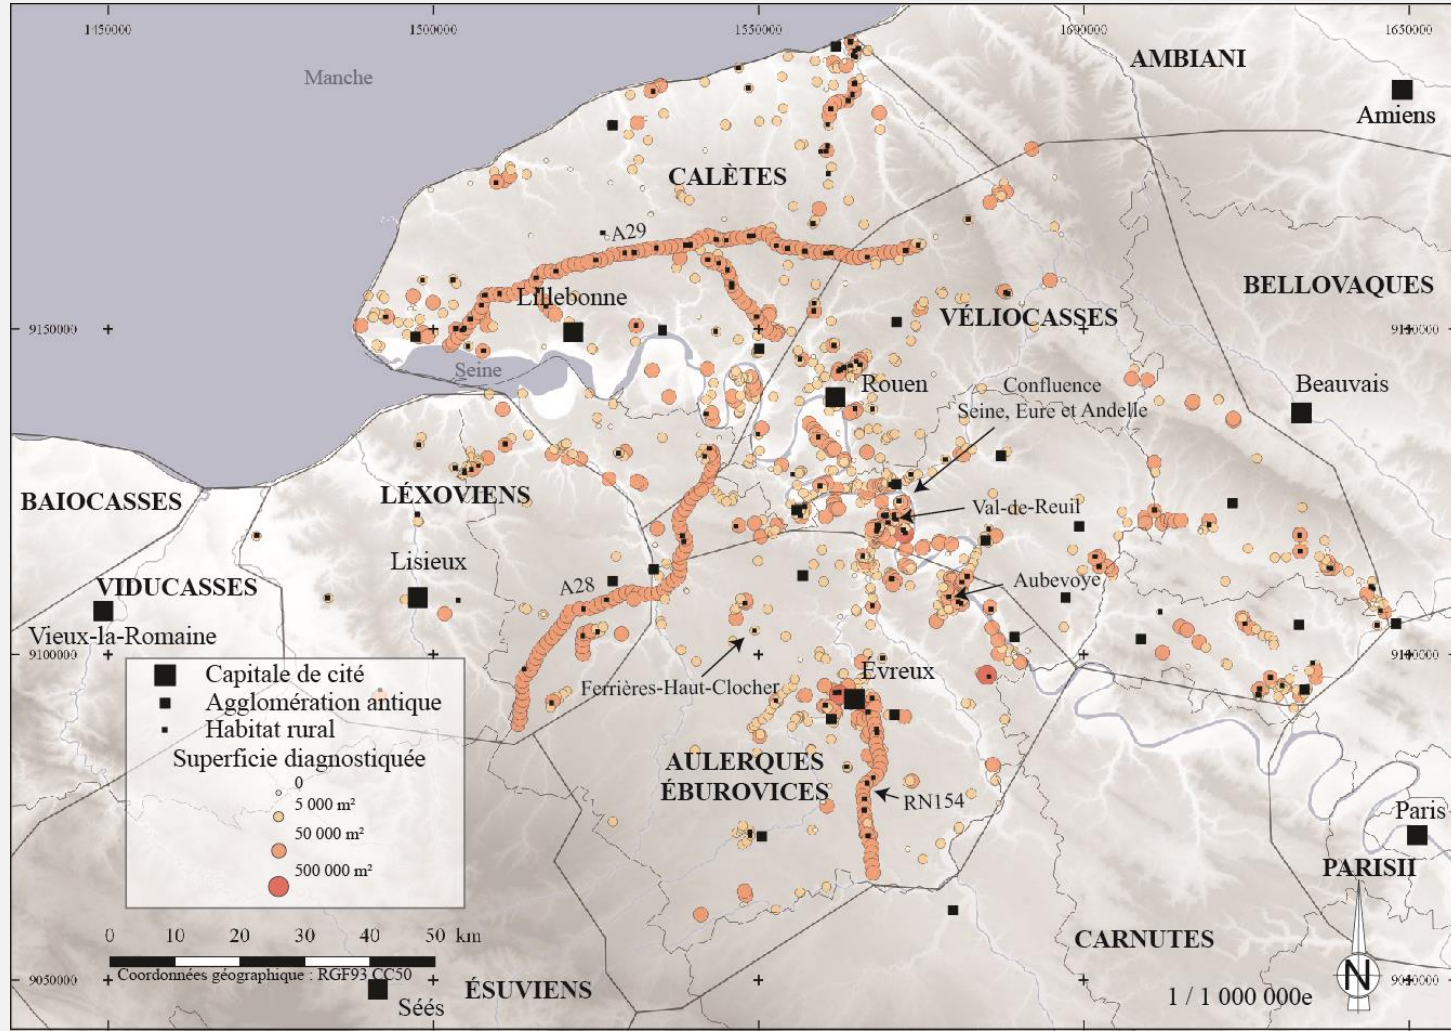 1450000
1500000
1550000
1600000
1650000
Manche
AMBIANI
Amiens
CALÈTES
A29
BELLOVAQUES
Lillebonne
VÉLIOCASSES
9150000
9150000
Seine
Rouen
Confluence
Seine, Eure et Andelle
Beauvais
BAIOCASSES
LÉXOVIENS
Val-de-Reuil
Lisieux
A28
Aubevoye
VIDUCASSES
Vieux-la-Romaine
9100000
9100000
Ferrières-Haut-Clocher
Évreux
AULERQUES
ÉBUROVICES
RN154
Paris
PARISII
Capitale de cité
Agglomération antique
Habitat rural
Superficie diagnostiquée
0
5 000 m²
50 000 m²
500 000 m²
0 10 20 30 40 50 km
Coordonnées géographique : RGF93 CC50
CARNUTES
9050000
9050000
Séés
ÉSUVIENS
N
1 / 1 000 000e